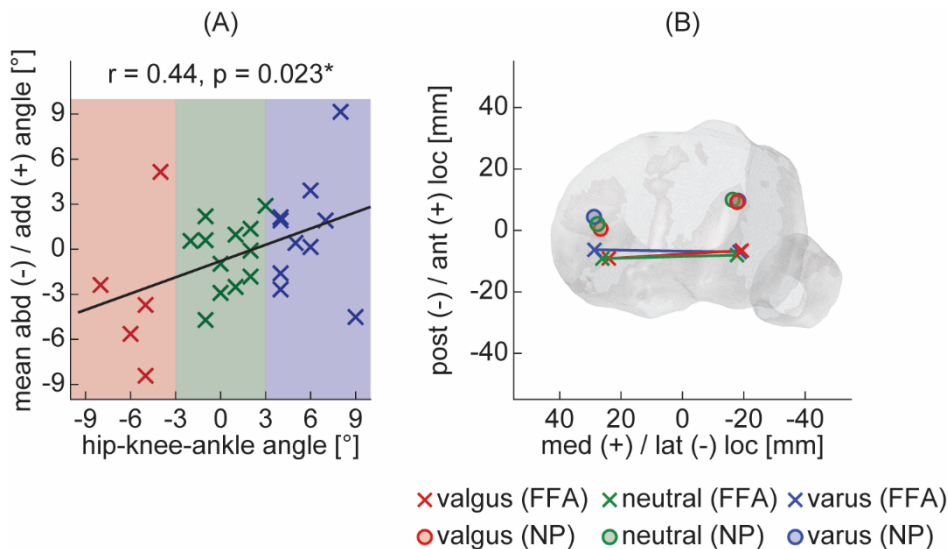 (A)
r = 0.44, p = 0.023*
mean abd (-) / add (+) angle [°]
9
6
3
0
-3
-6
-9
-9 -6 -3 0 3 6 9
hip-knee-ankle angle [°]
(B)
post (-) / ant (+) loc [mm]
40
20
0
-20
-40
40 20 0 -20 -40
med (+) / lat (-) loc [mm]
valgus (FFA) neutral (FFA) varus (FFA)
valgus (NP) neutral (NP) varus (NP)